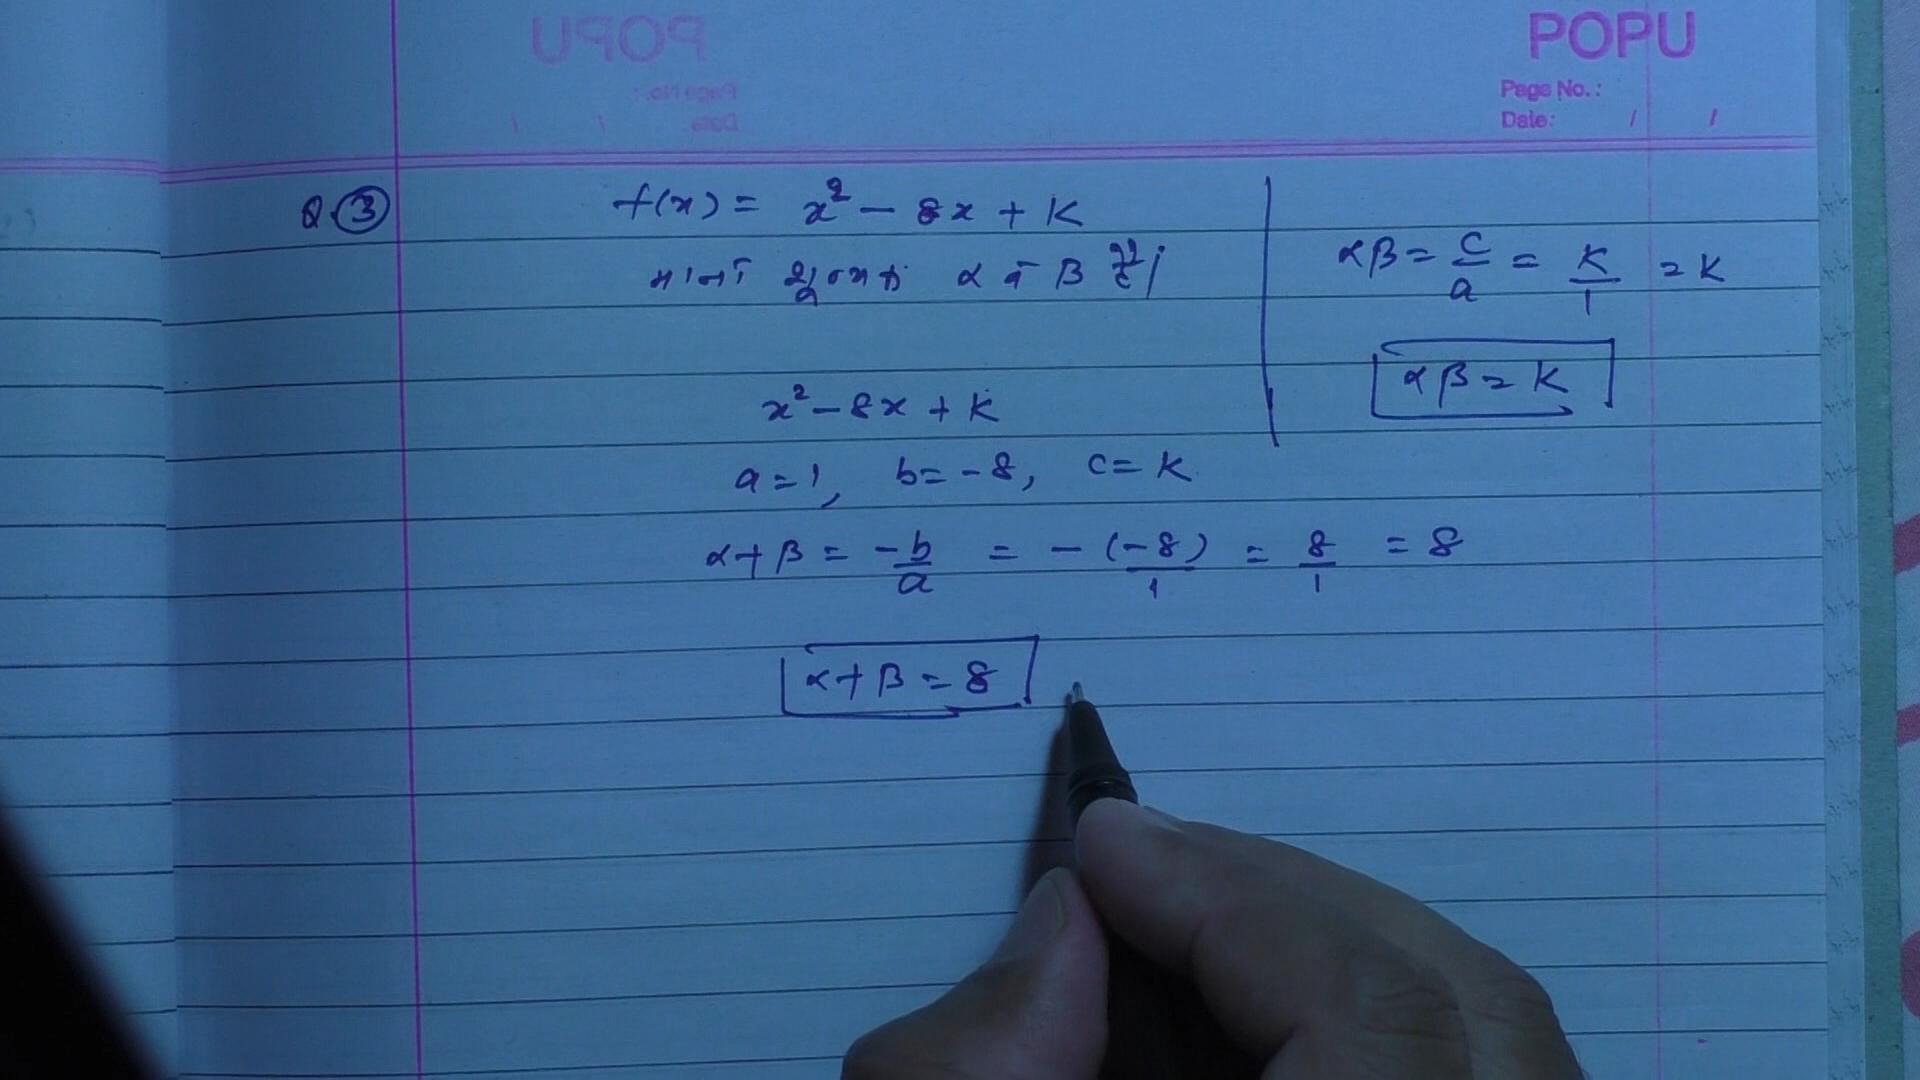 POPU
Page No.:
Date: / /
Q.③ f(x) = x² - 8x + K
माना शून्यक α व β हैं।
x² - 8x + K
a = 1, b = -8, c = K
α + β = -b/a = -(-8)/1 = 8/1 = 8
α + β = 8
αβ = c/a = K/1 = K
αβ = K